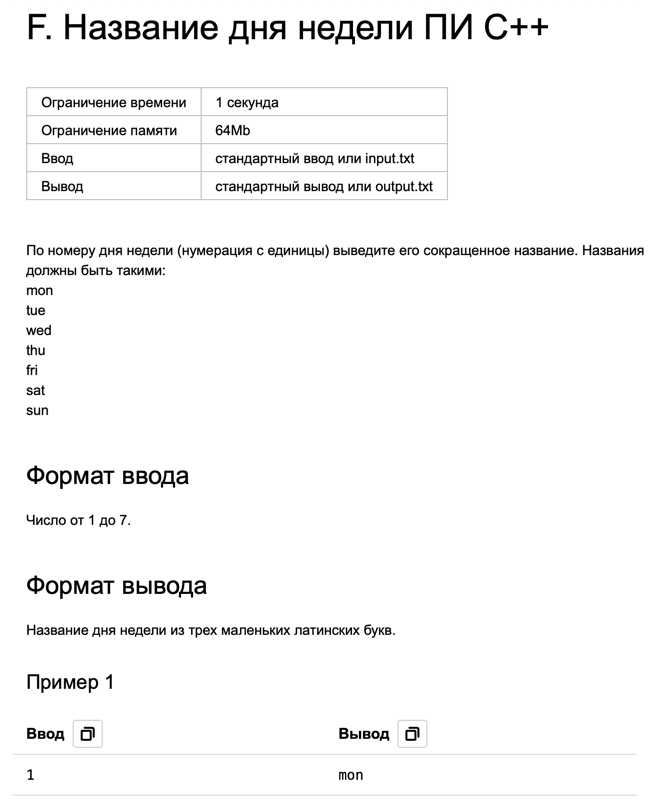 F. Название дня недели ПИ C++
Ограничение времени 1 секунда
Ограничение памяти 64Mb
Ввод стандартный ввод или input.txt
Вывод стандартный вывод или output.txt
По номеру дня недели (нумерация с единицы) выведите его сокращенное название. Названия
должны быть такими:
mon
tue
wed
thu
fri
sat
sun
Формат ввода
Число от 1 до 7.
Формат вывода
Название дня недели из трех маленьких латинских букв.
Пример 1
Ввод Вывод
1 mon